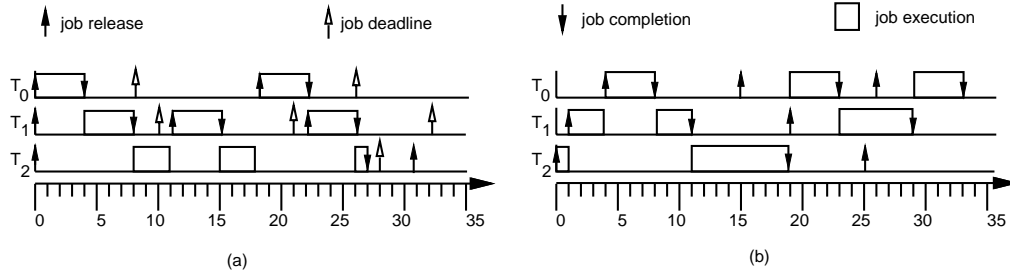 job release
job deadline
job completion
job execution
T0
T1
T2
0 5 10 15 20 25 30 35
(a)
T0
T1
T2
0 5 10 15 20 25 30 35
(b)